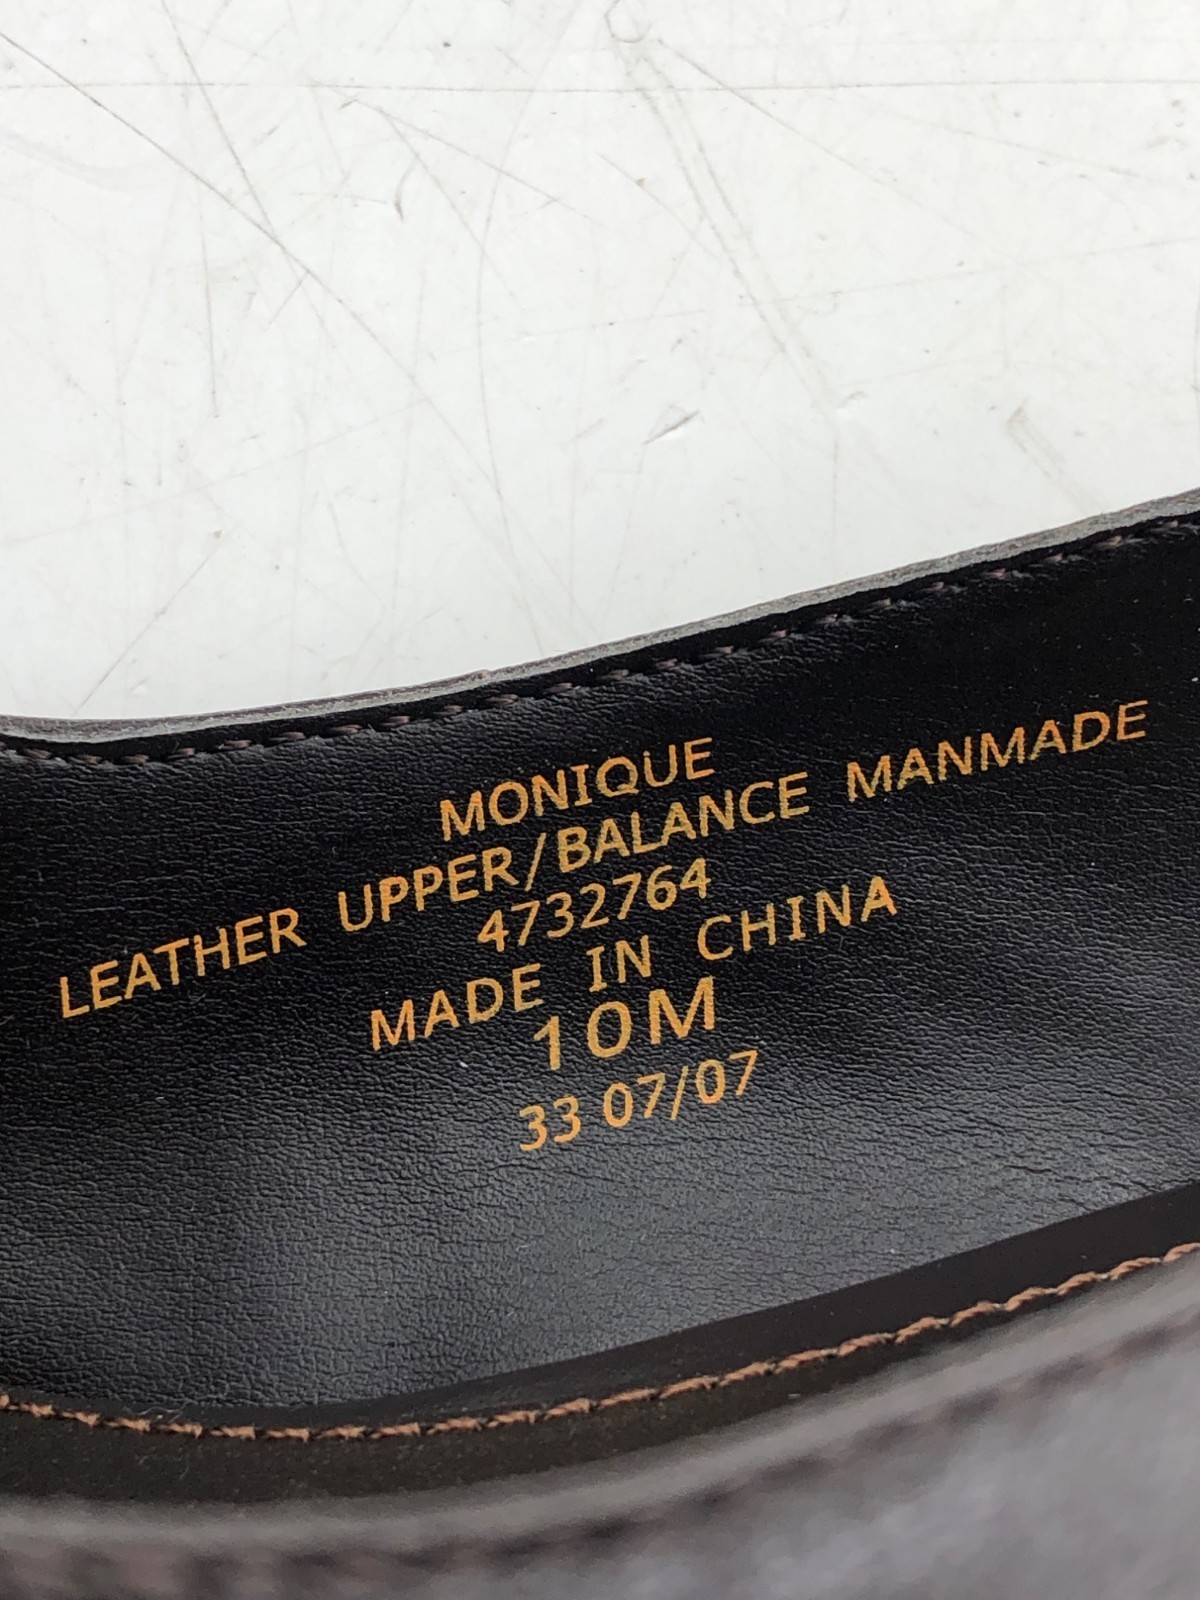 MONIQUE
LEATHER UPPER/BALANCE MANMADE
4732764
MADE IN CHINA
10M
33 07/07